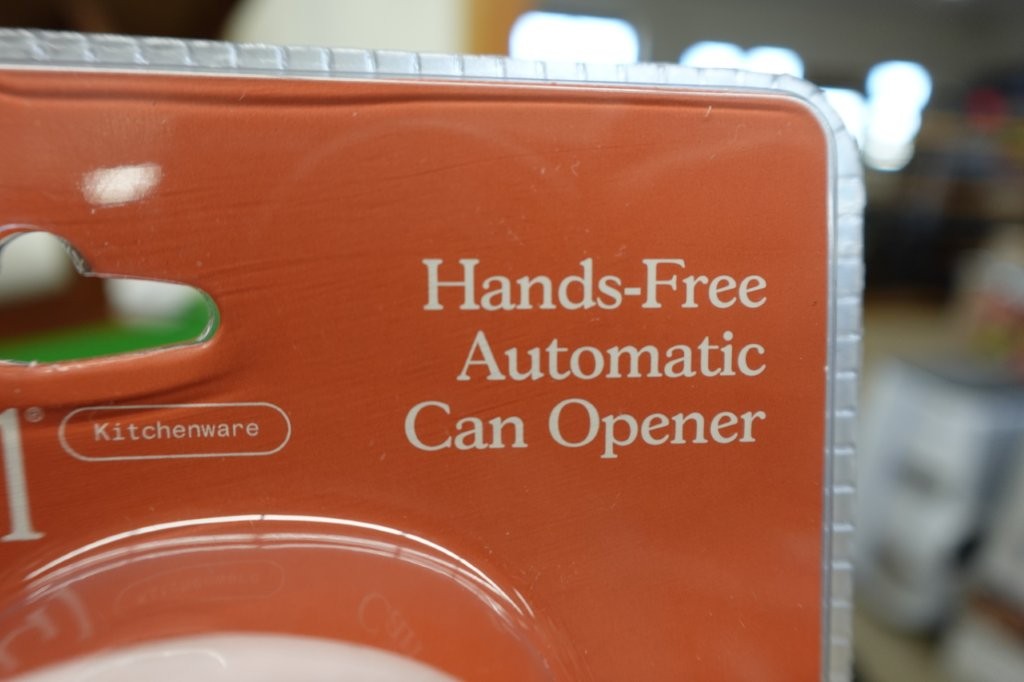 Hands-Free
Automatic
Can Opener
l®
Kitchenware